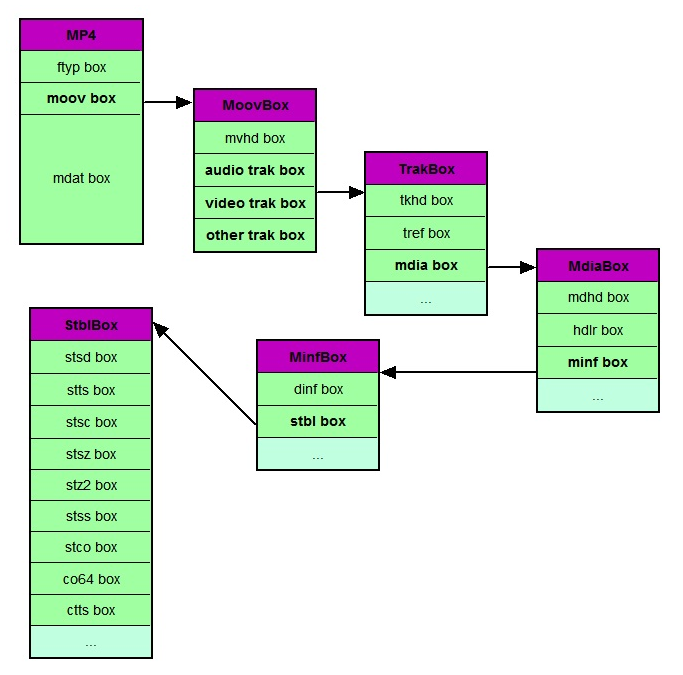 MP4
ftyp box
moov box
mdat box
MoovBox
mvhd box
audio trak box
video trak box
other trak box
TrakBox
tkhd box
tref box
mdia box
...
MdiaBox
mdhd box
hdlr box
minf box
...
MinfBox
dinf box
stbl box
...
StblBox
stsd box
stts box
stsc box
stsz box
stz2 box
stss box
stco box
co64 box
ctts box
...